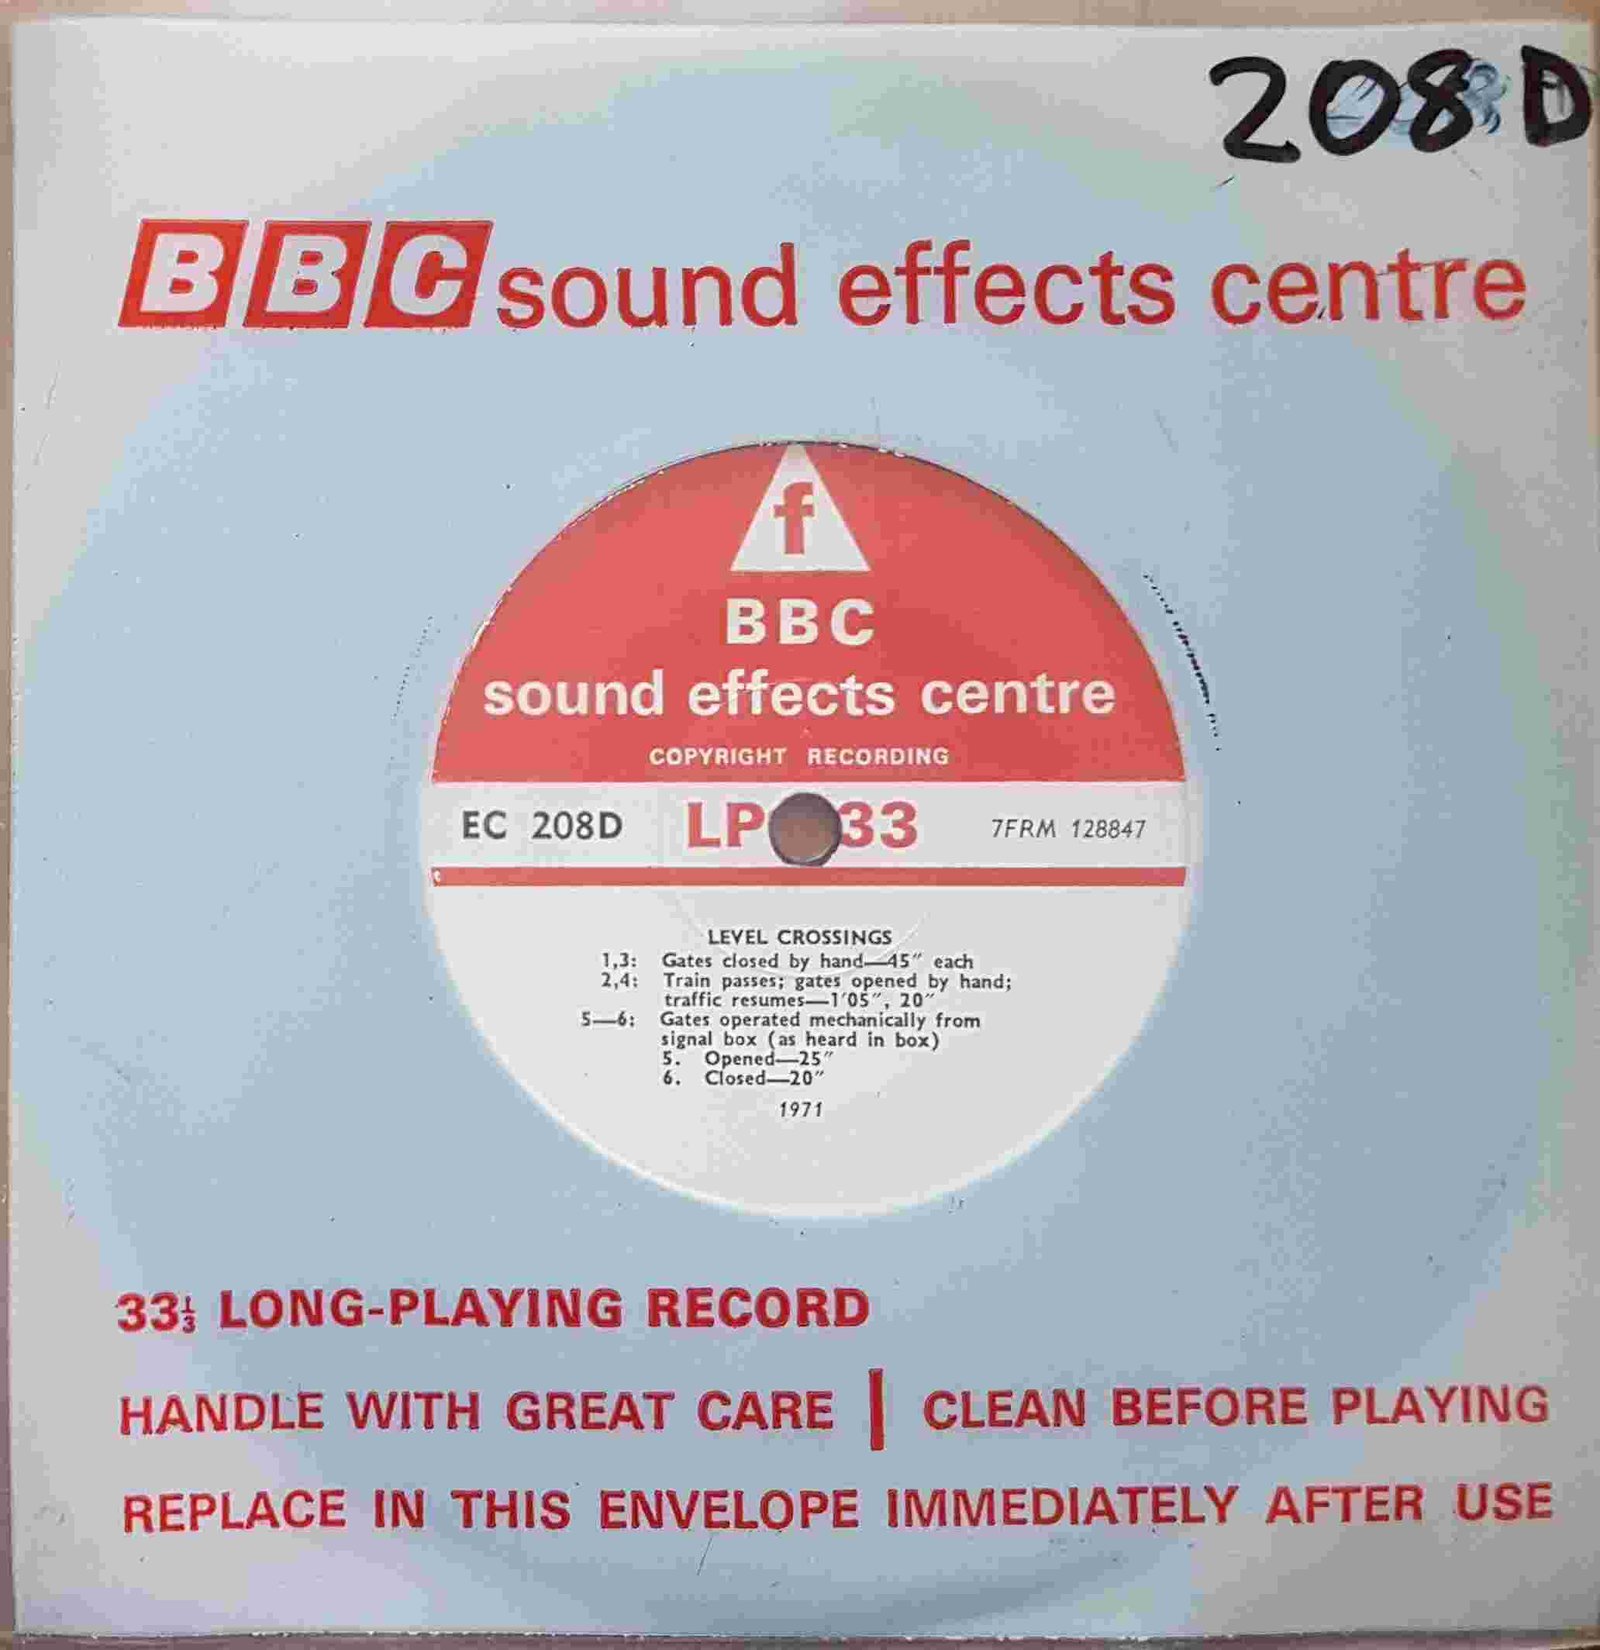 208 D
BBC sound effects centre
f
BBC
sound effects centre
COPYRIGHT RECORDING
EC 208D LP 33 7FRM 128847
LEVEL CROSSINGS
1,3: Gates closed by hand—45″ each
2,4: Train passes; gates opened by hand;
traffic resumes—1′05″, 20″
5—6: Gates operated mechanically from
signal box (as heard in box)
5. Opened—25″
6. Closed—20″
1971
33⅓ LONG-PLAYING RECORD
HANDLE WITH GREAT CARE | CLEAN BEFORE PLAYING
REPLACE IN THIS ENVELOPE IMMEDIATELY AFTER USE